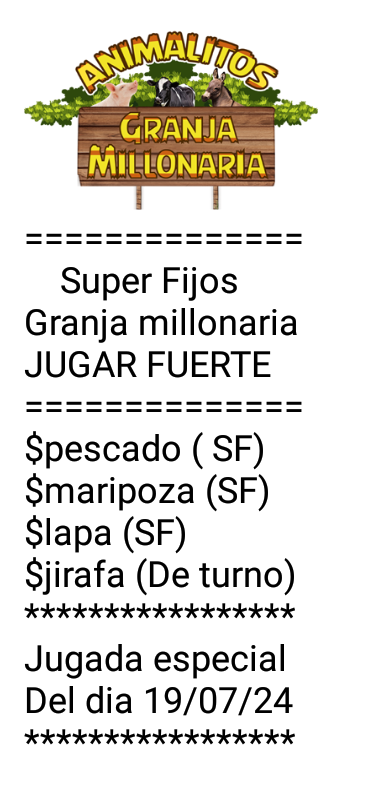 ANIMALITOS
GRANJA
MILLONARIA
==============
Super Fijos
Granja millonaria
JUGAR FUERTE
==============
$pescado ( SF)
$maripoza (SF)
$lapa (SF)
$jirafa (De turno)
*****************
Jugada especial
Del dia 19/07/24
*****************